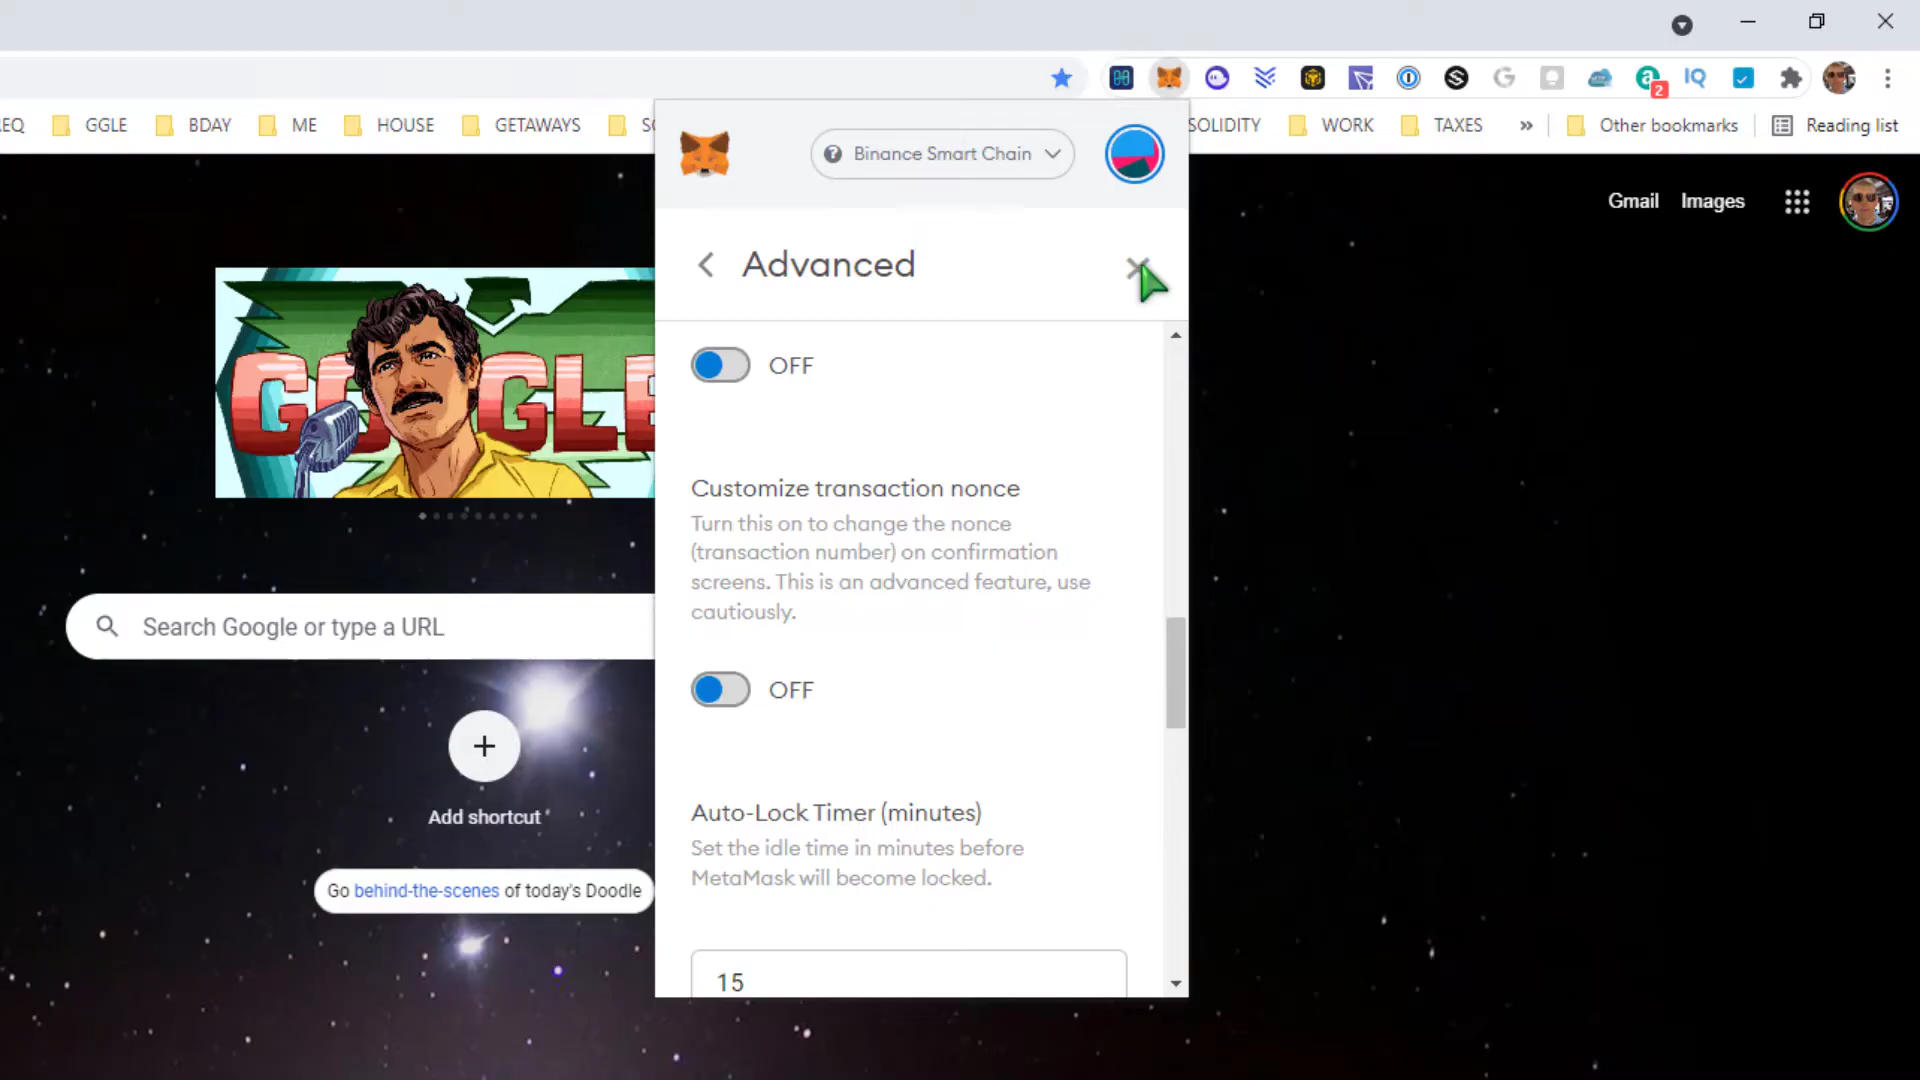 2
IQ
EQ
GGLE
BDAY
ME
HOUSE
GETAWAYS
SOLIDITY
WORK
TAXES
»
Other bookmarks
Reading list
Binance Smart Chain
Gmail
Images
Advanced
GOOGLE
OFF
Customize transaction nonce
Turn this on to change the nonce
(transaction number) on confirmation
screens. This is an advanced feature, use
cautiously.
Search Google or type a URL
OFF
Add shortcut
Auto-Lock Timer (minutes)
Set the idle time in minutes before
MetaMask will become locked.
Go behind-the-scenes of today's Doodle
15